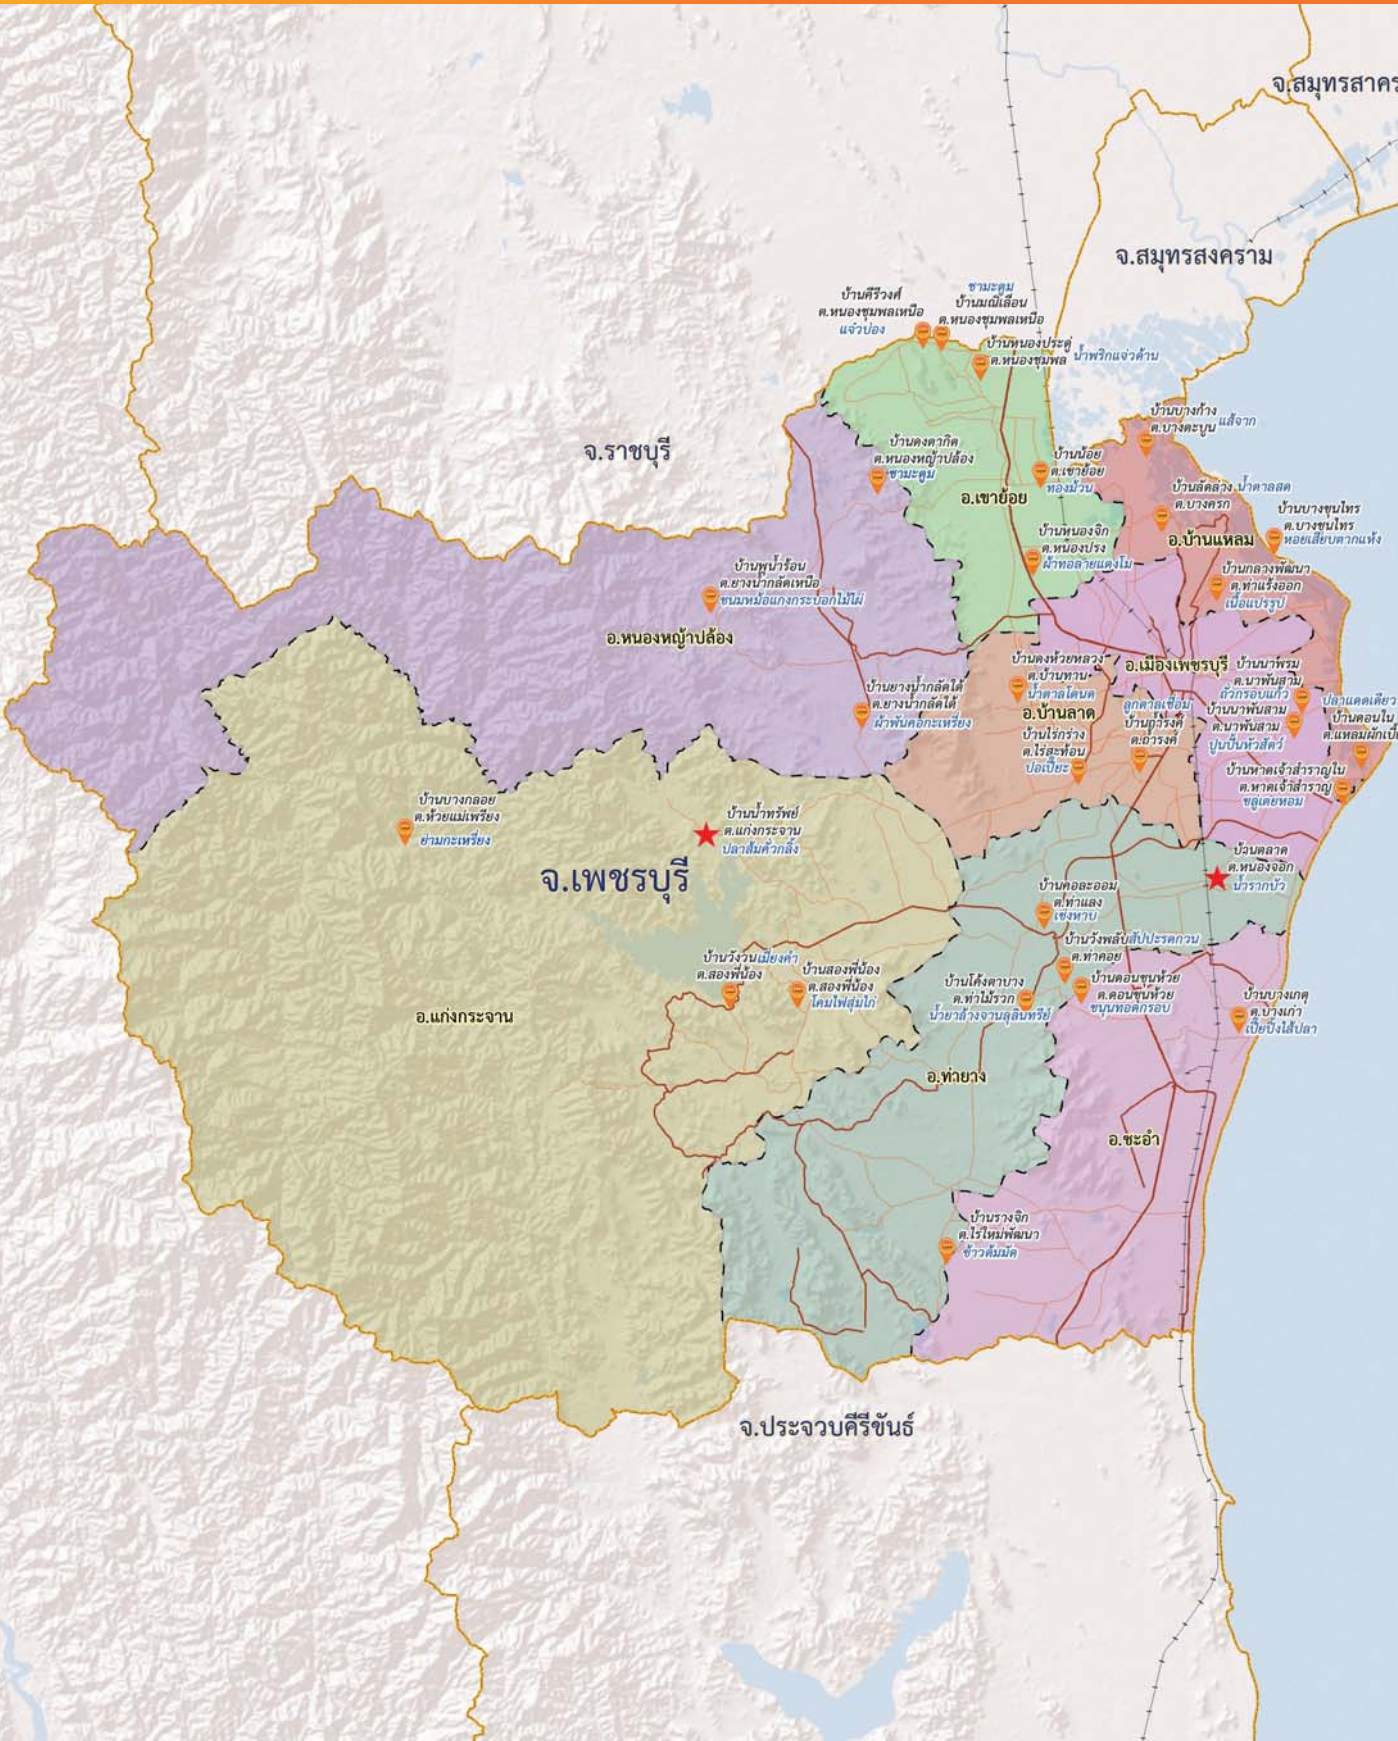 จ.สมุทรสาคร
จ.สมุทรสงคราม
บ้านคีรีวงศ์
ต.หนองชุมพลเหนือ
แจ๋วบ่อง
ชามะตูม
บ้านมณีเลื่อน
ต.หนองชุมพลเหนือ
บ้านหนองประดู่
ต.หนองชุมพล
น้ำพริกแจ่วด้าน
จ.ราชบุรี
บ้านบางก้าง
ต.บางตะบูน
แส้จาก
บ้านดงตากิต
ต.หนองหญ้าปล้อง
ชามะตูม
บ้านน้อย
ต.เขาย้อย
ทองม้วน
อ.เขาย้อย
บ้านลัดล่าง
น้ำตาลสด
ต.บางครก
บ้านบางขุนไทร
ต.บางขุนไทร
หอยเสียบตากแห้ง
อ.บ้านแหลม
บ้านหนองจิก
ต.หนองปรง
ผ้าทอลายแตงโม
บ้านพุน้ำร้อน
ต.ยางน้ำกลัดเหนือ
ขนมหม้อแกงกระบอกไม้ไผ่
บ้านกลางพัฒนา
ต.ท่าแร้งออก
เนื้อแปรรูป
อ.หนองหญ้าปล้อง
บ้านดงห้วยหลวง
ต.บ้านทาน
น้ำตาลโตนด
อ.เมืองเพชรบุรี
บ้านนาพรม
ต.นาพันสาม
ถั่วกรอบแก้ว
บ้านยางน้ำกลัดใต้
ต.ยางน้ำกลัดใต้
ผ้าพันคอกะเหรี่ยง
อ.บ้านลาด
บ้านไร่กร่าง
ต.ไร่สะท้อน
ปอเปี๊ยะ
ลูกตาลเชื่อม
บ้านถ้ำรงค์
ต.ถ้ำรงค์
บ้านนาพันสาม
ต.นาพันสาม
ปูนปั้นหัวสัตว์
ปลาแดดเดียว
บ้านดอนใน
ต.แหลมผักเบี้ย
บ้านหาดเจ้าสำราญใน
ต.หาดเจ้าสำราญ
ขลู่เตยหอม
บ้านบางกลอย
ต.ห้วยแม่เพรียง
ย่ามกะเหรี่ยง
บ้านน้ำทรัพย์
ต.แก่งกระจาน
ปลาส้มคั่วกลิ้ง
จ.เพชรบุรี
บ้านตลาด
ต.หนองจอก
น้ำรากบัว
บ้านคอละออม
ต.ท่าแลง
เข่งหาบ
บ้านวังพลับ
สัปปะรดกวน
ต.ท่าคอย
บ้านวังวน
เมี่ยงคำ
ต.สองพี่น้อง
บ้านสองพี่น้อง
ต.สองพี่น้อง
โคมไฟสุ่มไก่
บ้านโค้งตาบาง
ต.ท่าไม้รวก
น้ำยาล้างจานจุลินทรีย์
บ้านดอนขุนห้วย
ต.ดอนขุนห้วย
ขนุนทอดกรอบ
บ้านบางเกตุ
ต.บางเก่า
เปี๊ยปิ้งไส้ปลา
อ.แก่งกระจาน
อ.ท่ายาง
อ.ชะอำ
บ้านรางจิก
ต.ไร่ใหม่พัฒนา
ข้าวต้มมัด
จ.ประจวบคีรีขันธ์